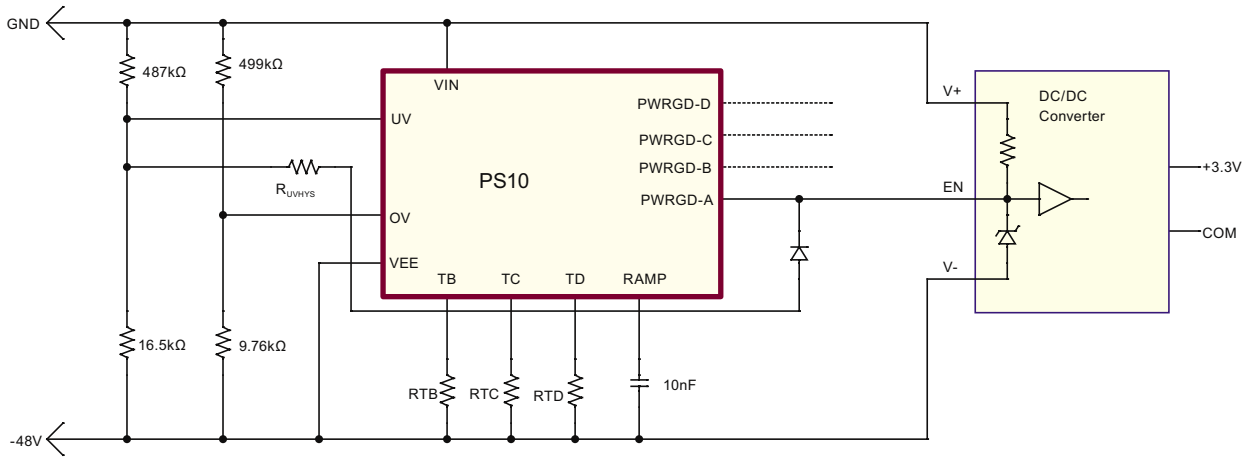 GND
487kΩ
499kΩ
VIN
UV
PWRGD-D
PWRGD-C
PWRGD-B
PWRGD-A
PS10
RUVHYS
OV
VEE
TB
TC
TD
RAMP
V+
DC/DC
Converter
EN
V-
+3.3V
COM
16.5kΩ
9.76kΩ
RTB
RTC
RTD
10nF
-48V